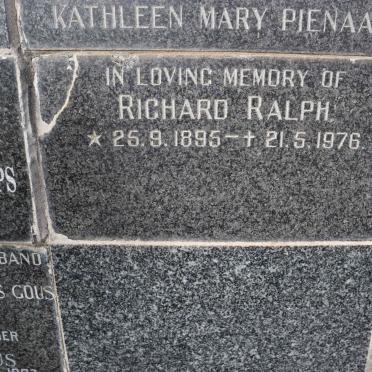 KATHLEEN MARY PIENAA
IN LOVING MEMORY OF
RICHARD RALPH
★ 25.9.1895 - ✝ 21.5.1976
PS
BAND
S GOUS
ER
US